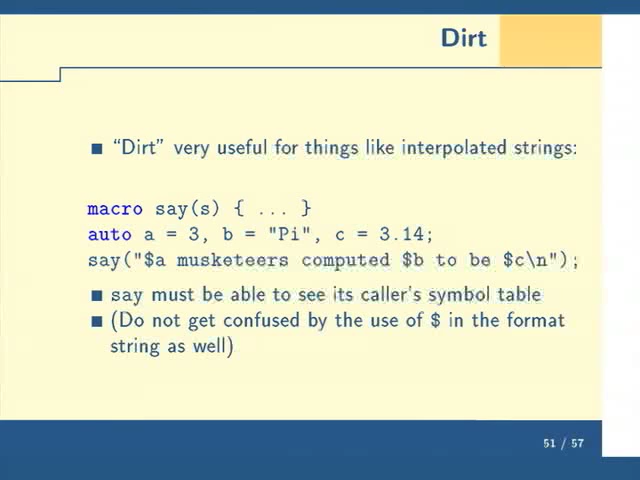 Dirt
"Dirt" very useful for things like interpolated strings:
macro say(s) { ... }
auto a = 3, b = "Pi", c = 3.14;
say("$a musketeers computed $b to be $c\n");
say must be able to see its caller's symbol table
(Do not get confused by the use of $ in the format
string as well)
51 / 57